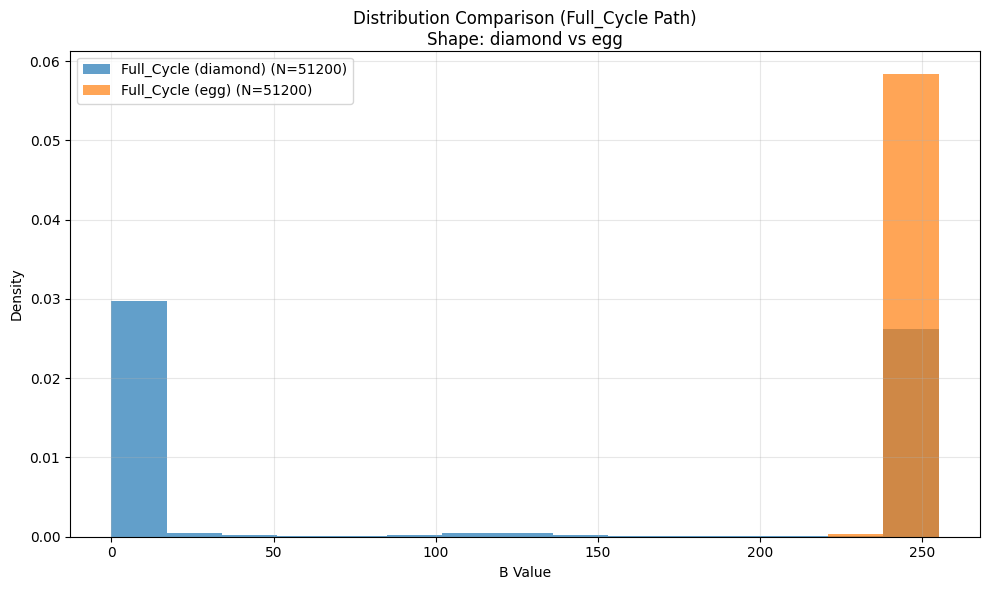 Distribution Comparison (Full_Cycle Path)
Shape: diamond vs egg
Full_Cycle (diamond) (N=51200)
Full_Cycle (egg) (N=51200)
0.06
0.05
0.04
0.03
0.02
0.01
0.00
Density
0 50 100 150 200 250
B Value